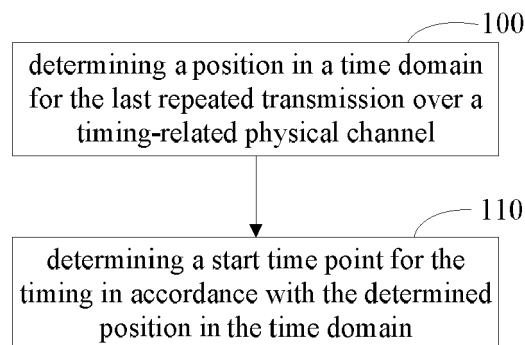 100
determining a position in a time domain
for the last repeated transmission over a
timing-related physical channel
110
determining a start time point for the
timing in accordance with the determined
position in the time domain